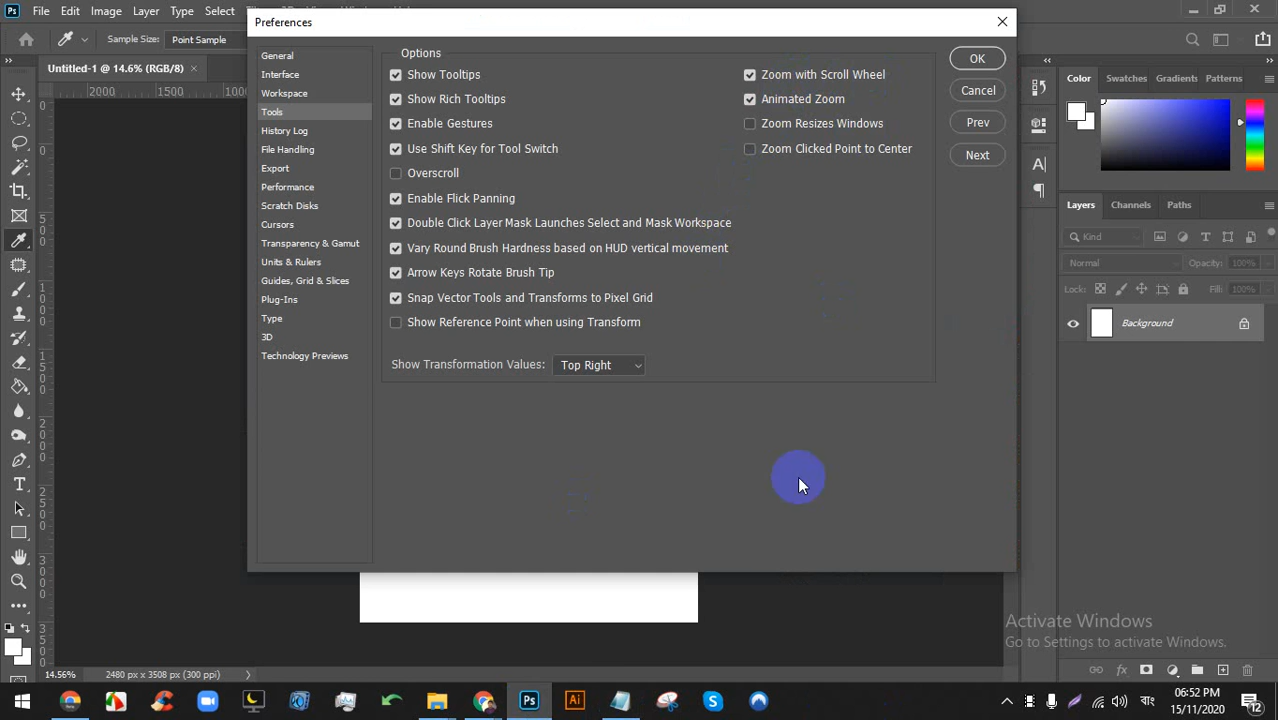 Ps File Edit Image Layer Type Select
Preferences
Sample Size: Point Sample
Untitled-1 @ 14.6% (RGB/8) ×
2000 1500
General
Interface
Workspace
Tools
History Log
File Handling
Export
Performance
Scratch Disks
Cursors
Transparency & Gamut
Units & Rulers
Guides, Grid & Slices
Plug-Ins
Type
3D
Technology Previews
Options
Show Tooltips
Show Rich Tooltips
Enable Gestures
Use Shift Key for Tool Switch
Overscroll
Enable Flick Panning
Double Click Layer Mask Launches Select and Mask Workspace
Vary Round Brush Hardness based on HUD vertical movement
Arrow Keys Rotate Brush Tip
Snap Vector Tools and Transforms to Pixel Grid
Show Reference Point when using Transform
Show Transformation Values: Top Right
Zoom with Scroll Wheel
Animated Zoom
Zoom Resizes Windows
Zoom Clicked Point to Center
OK
Cancel
Prev
Next
Color Swatches Gradients Patterns
Layers Channels Paths
Kind
Normal Opacity: 100%
Lock: Fill: 100%
Background
Activate Windows
Go to Settings to activate Windows.
14.56% 2480 px x 3508 px (300 ppi)
Ps Ai
06:52 PM
15/11/2020
12